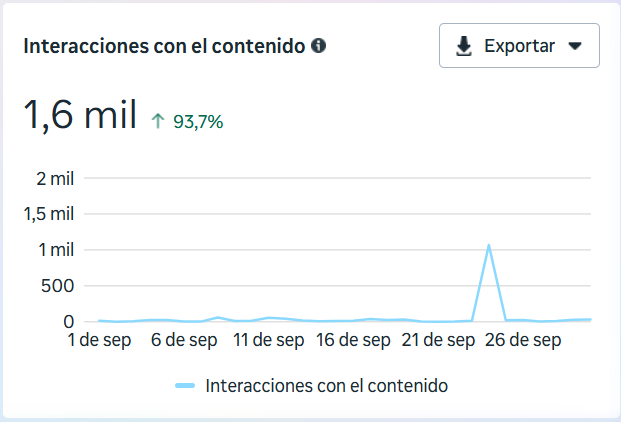 Interacciones con el contenido
Exportar
1,6 mil ↑ 93,7%
2 mil
1,5 mil
1 mil
500
0
1 de sep 6 de sep 11 de sep 16 de sep 21 de sep 26 de sep
Interacciones con el contenido